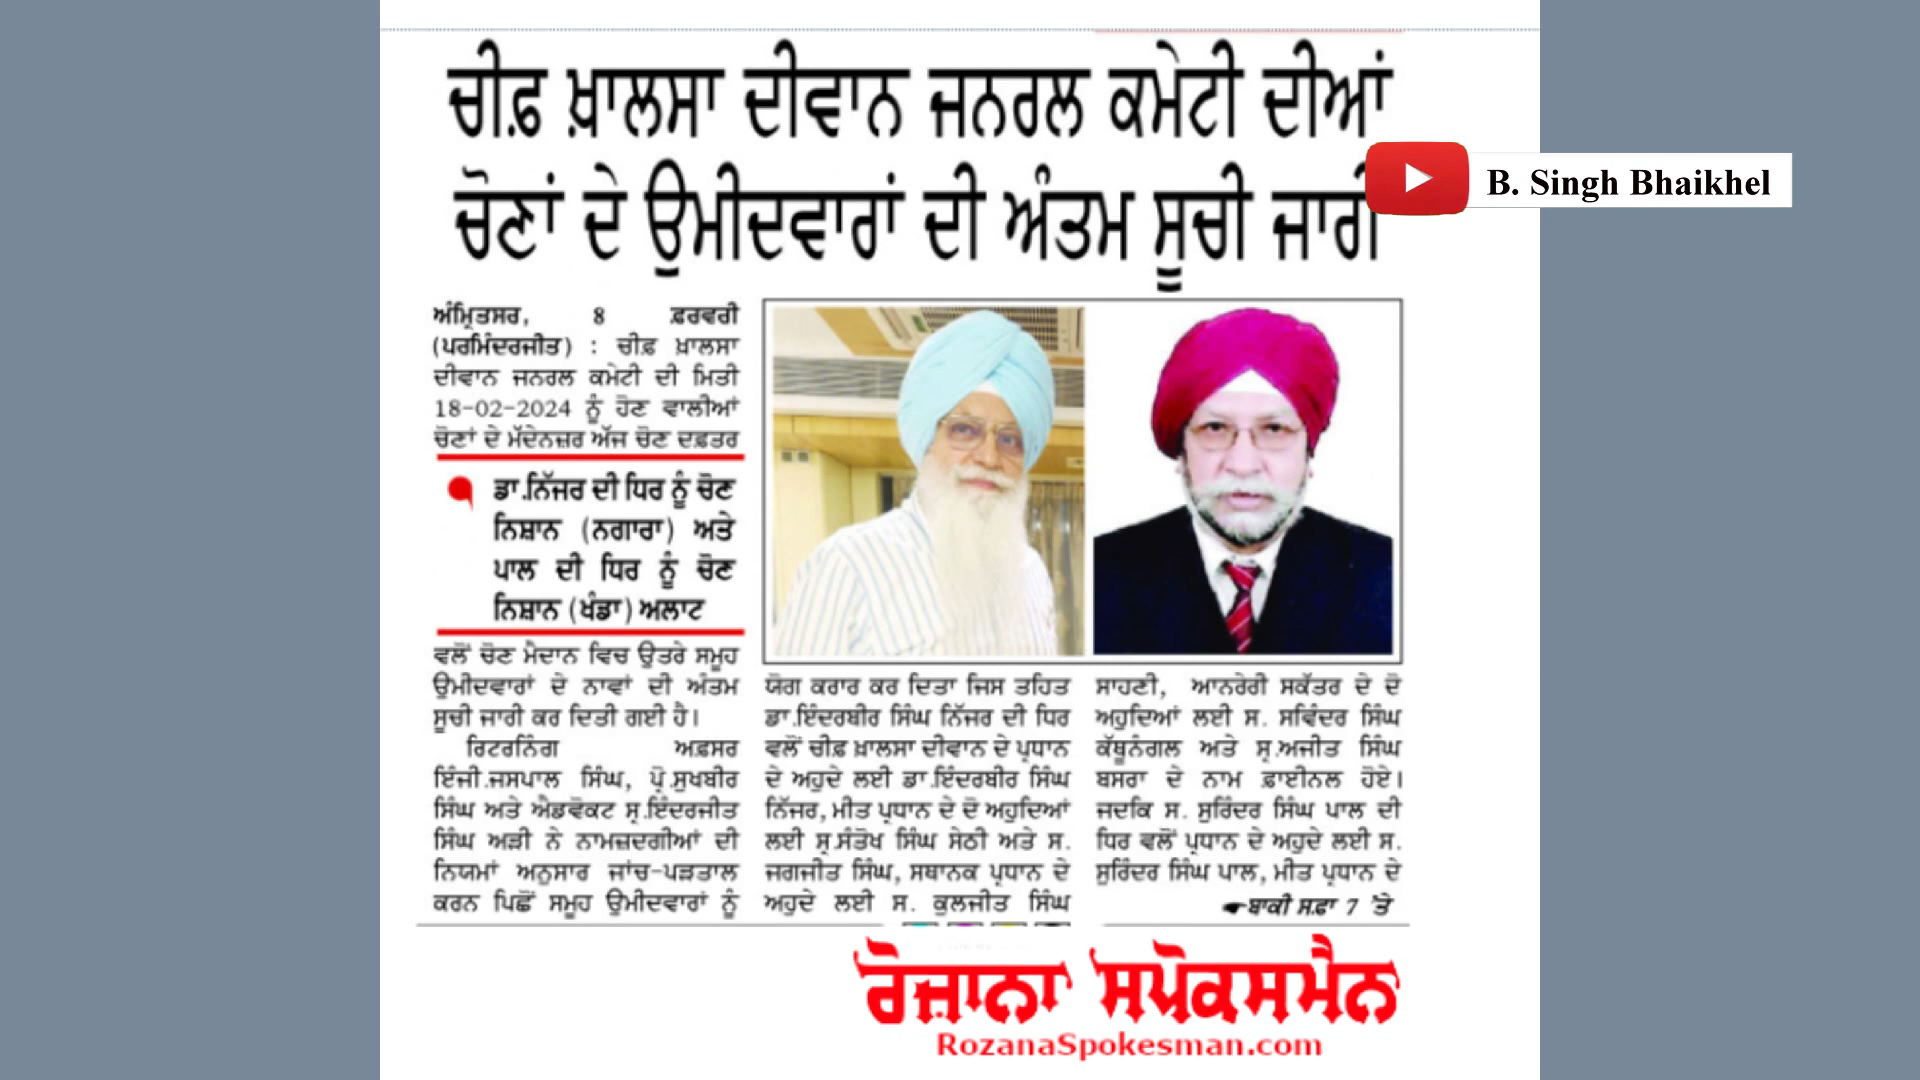 ਚੀਫ਼ ਖ਼ਾਲਸਾ ਦੀਵਾਨ ਜਨਰਲ ਕਮੇਟੀ ਦੀਆਂ
ਚੋਣਾਂ ਦੇ ਉਮੀਦਵਾਰਾਂ ਦੀ ਅੰਤਮ ਸੂਚੀ ਜਾਰੀ
B. Singh Bhaikhel
ਅੰਮ੍ਰਿਤਸਰ, 8 ਫ਼ਰਵਰੀ
(ਪਰਮਿੰਦਰਜੀਤ) : ਚੀਫ਼ ਖ਼ਾਲਸਾ
ਦੀਵਾਨ ਜਨਰਲ ਕਮੇਟੀ ਦੀ ਮਿਤੀ
18-02-2024 ਨੂੰ ਹੋਣ ਵਾਲੀਆਂ
ਚੋਣਾਂ ਦੇ ਮੱਦੇਨਜ਼ਰ ਅੱਜ ਚੋਣ ਦਫ਼ਤਰ
ਡਾ.ਨਿੱਜਰ ਦੀ ਧਿਰ ਨੂੰ ਚੋਣ
ਨਿਸ਼ਾਨ (ਨਗਾਰਾ) ਅਤੇ
ਪਾਲ ਦੀ ਧਿਰ ਨੂੰ ਚੋਣ
ਨਿਸ਼ਾਨ (ਖੰਡਾ) ਅਲਾਟ
ਵਲੋਂ ਚੋਣ ਮੈਦਾਨ ਵਿਚ ਉਤਰੇ ਸਮੂਹ
ਉਮੀਦਵਾਰਾਂ ਦੇ ਨਾਵਾਂ ਦੀ ਅੰਤਮ
ਸੂਚੀ ਜਾਰੀ ਕਰ ਦਿਤੀ ਗਈ ਹੈ।
ਰਿਟਰਨਿੰਗ ਅਫ਼ਸਰ
ਇੰਜੀ.ਜਸਪਾਲ ਸਿੰਘ, ਪ੍ਰੋ.ਸੁਖਬੀਰ
ਸਿੰਘ ਅਤੇ ਐਡਵੋਕਟ ਸ੍ਰ.ਇੰਦਰਜੀਤ
ਸਿੰਘ ਅੜੀ ਨੇ ਨਾਮਜ਼ਦਗੀਆਂ ਦੀ
ਨਿਯਮਾਂ ਅਨੁਸਾਰ ਜਾਂਚ-ਪੜਤਾਲ
ਕਰਨ ਪਿਛੋਂ ਸਮੂਹ ਉਮੀਦਵਾਰਾਂ ਨੂੰ
ਯੋਗ ਕਰਾਰ ਕਰ ਦਿਤਾ ਜਿਸ ਤਹਿਤ
ਡਾ.ਇੰਦਰਬੀਰ ਸਿੰਘ ਨਿੱਜਰ ਦੀ ਧਿਰ
ਵਲੋਂ ਚੀਫ਼ ਖ਼ਾਲਸਾ ਦੀਵਾਨ ਦੇ ਪ੍ਰਧਾਨ
ਦੇ ਅਹੁਦੇ ਲਈ ਡਾ.ਇੰਦਰਬੀਰ ਸਿੰਘ
ਨਿੱਜਰ, ਮੀਤ ਪ੍ਰਧਾਨ ਦੇ ਦੋ ਅਹੁਦਿਆਂ
ਲਈ ਸ੍ਰ.ਸੰਤੋਖ ਸਿੰਘ ਸੇਠੀ ਅਤੇ ਸ.
ਜਗਜੀਤ ਸਿੰਘ, ਸਥਾਨਕ ਪ੍ਰਧਾਨ ਦੇ
ਅਹੁਦੇ ਲਈ ਸ. ਕੁਲਜੀਤ ਸਿੰਘ
ਸਾਹਣੀ, ਆਨਰੇਰੀ ਸਕੱਤਰ ਦੇ ਦੋ
ਅਹੁਦਿਆਂ ਲਈ ਸ. ਸਵਿੰਦਰ ਸਿੰਘ
ਕੱਥੂਨੰਗਲ ਅਤੇ ਸ੍ਰ.ਅਜੀਤ ਸਿੰਘ
ਬਸਰਾ ਦੇ ਨਾਮ ਫ਼ਾਈਨਲ ਹੋਏ।
ਜਦਕਿ ਸ. ਸੁਰਿੰਦਰ ਸਿੰਘ ਪਾਲ ਦੀ
ਧਿਰ ਵਲੋਂ ਪ੍ਰਧਾਨ ਦੇ ਅਹੁਦੇ ਲਈ ਸ.
ਸੁਰਿੰਦਰ ਸਿੰਘ ਪਾਲ, ਮੀਤ ਪ੍ਰਧਾਨ ਦੇ
ਬਾਕੀ ਸਫ਼ਾ 7 'ਤੇ
ਰੋਜ਼ਾਨਾ ਸਪੋਕਸਮੈਨ
RozanaSpokesman.com